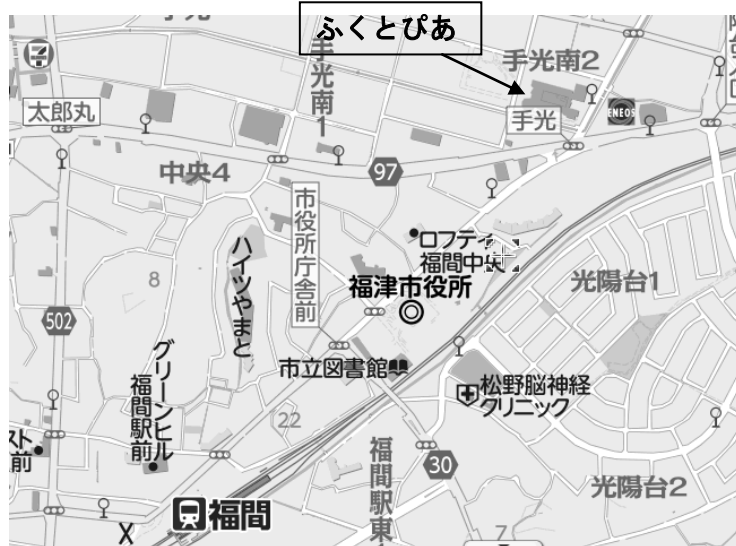 ふくとぴあ
手光南2
手光南1
太郎丸
手光
ENEOS
97
中央4
市役所庁舎前
ロフティ
福間中央
福津市役所
光陽台1
ハイツやまと
8
502
市立図書館
グリーンヒル
福間駅前
松野脳神経
クリニック
22
30
福間駅東
光陽台2
福間
7
X